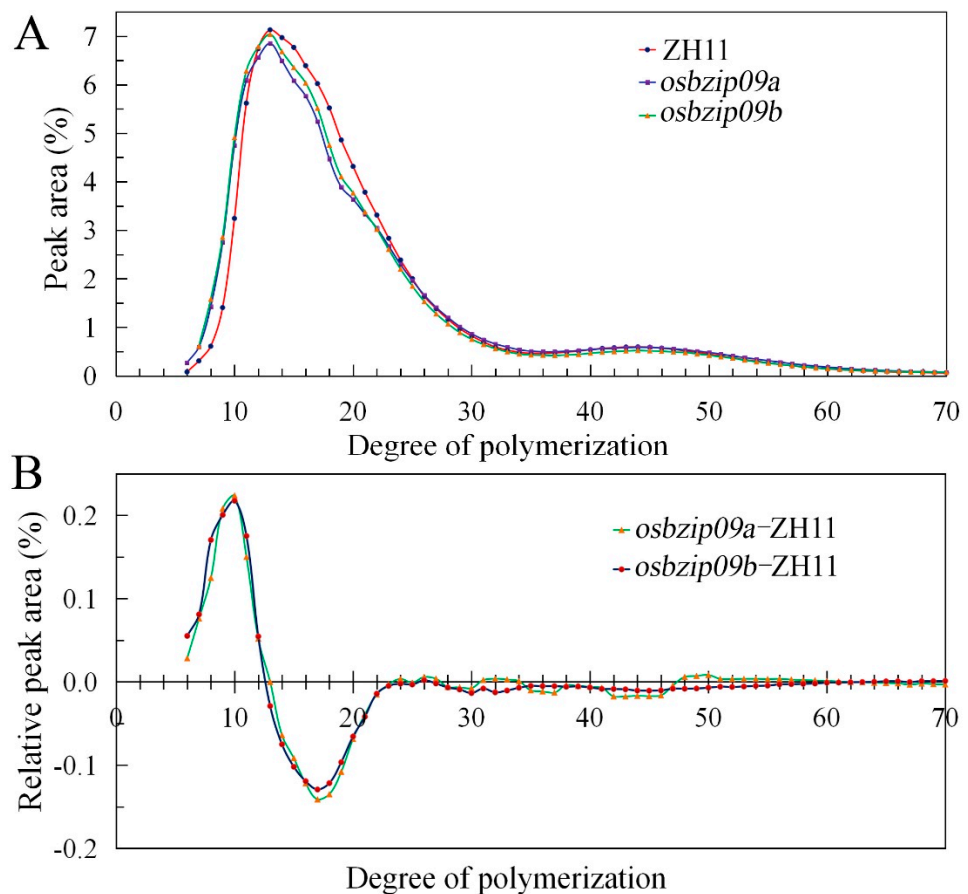 A
Peak area (%)
7
6
5
4
3
2
1
0
ZH11
osbzip09a
osbzip09b
0 10 20 30 40 50 60 70
Degree of polymerization
B
Relative peak area (%)
0.2
0.1
0.0
-0.1
-0.2
osbzip09a-ZH11
osbzip09b-ZH11
0 10 20 30 40 50 60 70
Degree of polymerization